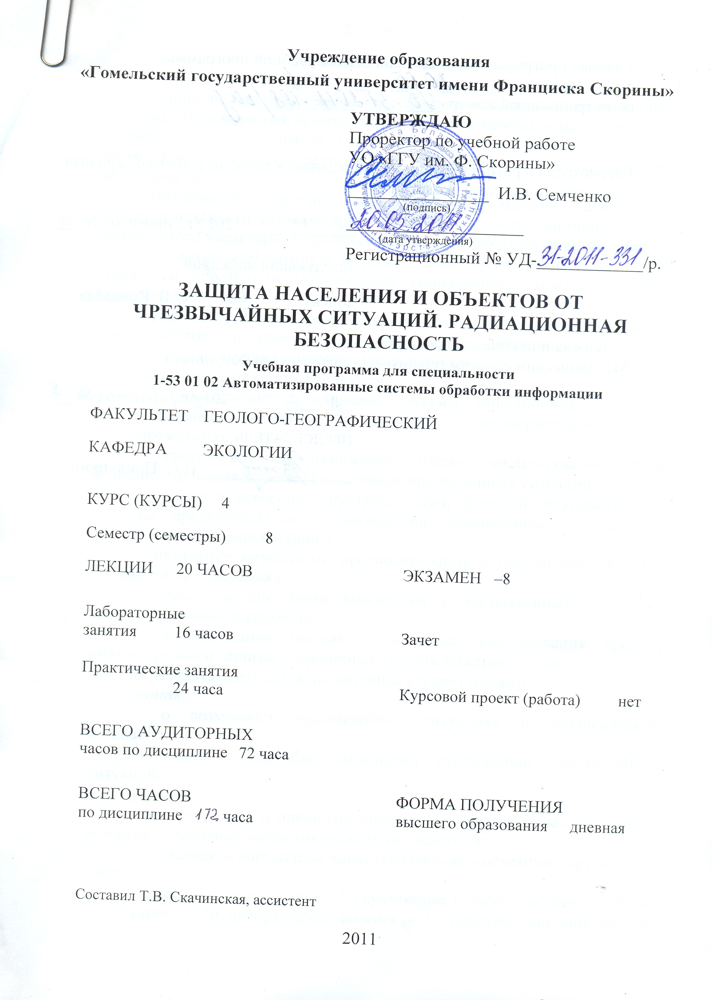 Учреждение образования
«Гомельский государственный университет имени Франциска Скорины»
УТВЕРЖДАЮ
Проректор по учебной работе
УО «ГГУ им. Ф. Скорины»
И.В. Семченко
(подпись)
20.05.2011
(дата утверждения)
Регистрационный № УД-31-2011-331/р.
ЗАЩИТА НАСЕЛЕНИЯ И ОБЪЕКТОВ ОТ
ЧРЕЗВЫЧАЙНЫХ СИТУАЦИЙ. РАДИАЦИОННАЯ
БЕЗОПАСНОСТЬ
Учебная программа для специальности
1-53 01 02 Автоматизированные системы обработки информации
ФАКУЛЬТЕТ ГЕОЛОГО-ГЕОГРАФИЧЕСКИЙ
КАФЕДРА ЭКОЛОГИИ
КУРС (КУРСЫ) 4
Семестр (семестры) 8
ЛЕКЦИИ 20 ЧАСОВ ЭКЗАМЕН –8
Лабораторные
занятия 16 часов Зачет
Практические занятия
24 часа Курсовой проект (работа) нет
ВСЕГО АУДИТОРНЫХ
часов по дисциплине 72 часа
ВСЕГО ЧАСОВ ФОРМА ПОЛУЧЕНИЯ
по дисциплине 172 часа высшего образования дневная
Составил Т.В. Скачинская, ассистент
2011